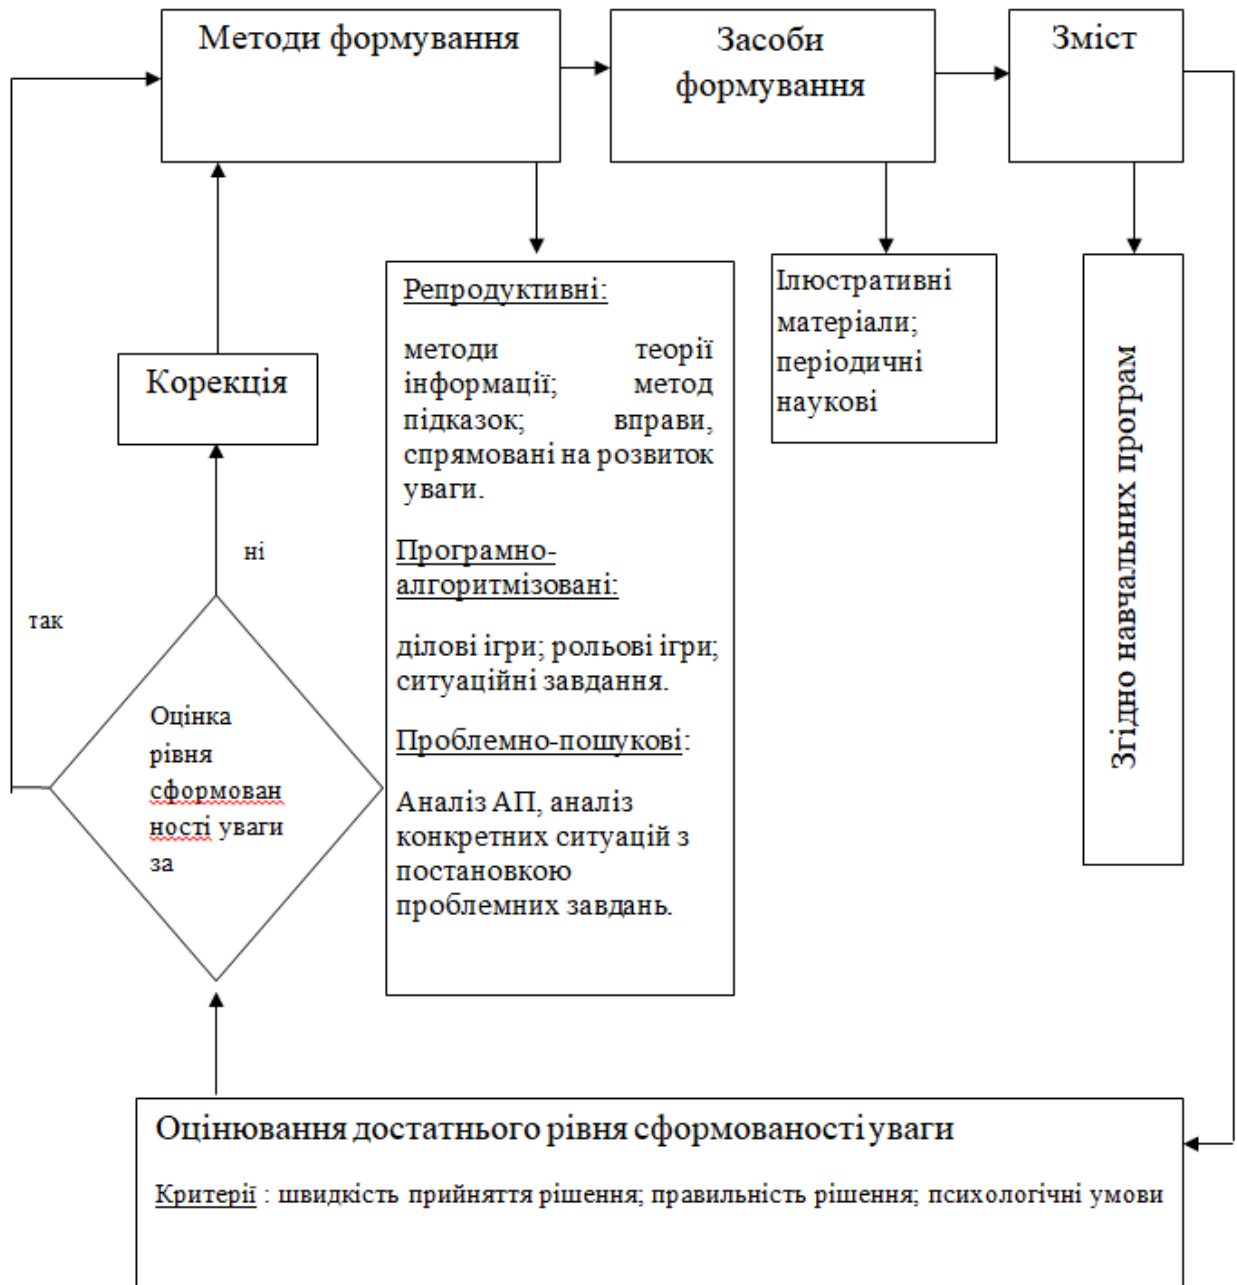 Методи формування
Засоби
формування
Зміст
Репродуктивні:
методи теорії
інформації; метод
підказок; вправи,
спрямовані на розвиток
уваги.
Програмно-
алгоритмізовані:
ділові ігри; рольові ігри;
ситуаційні завдання.
Проблемно-пошукові:
Аналіз АП, аналіз
конкретних ситуацій з
постановкою
проблемних завдань.
Ілюстративні
матеріали;
періодичні
наукові
Згідно навчальних програм
Корекція
ні
так
Оцінка
рівня
сформован
ності уваги
за
Оцінювання достатнього рівня сформованості уваги
Критерії : швидкість прийняття рішення; правильність рішення; психологічні умови